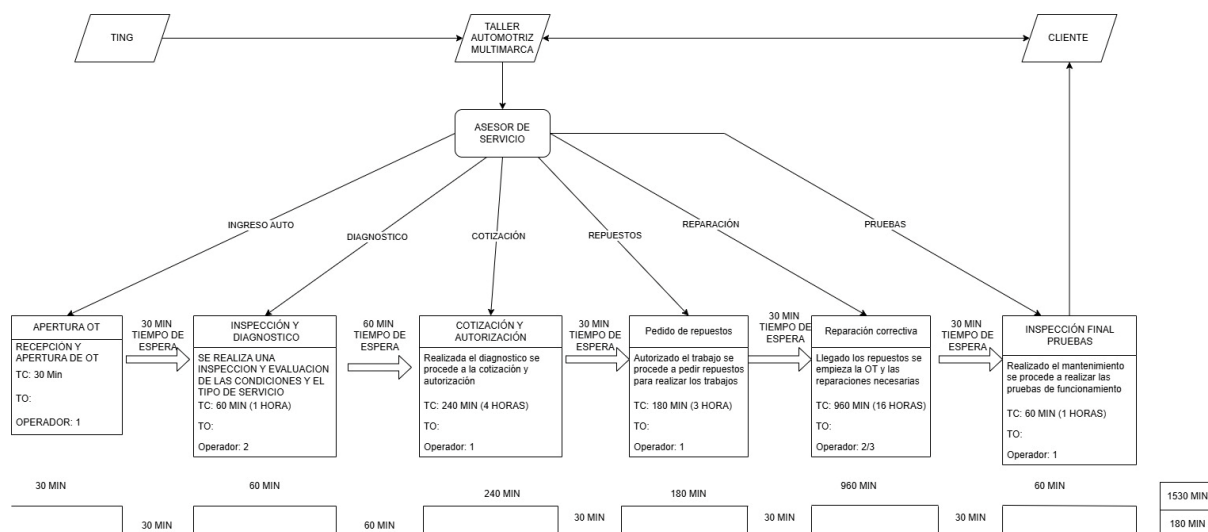 TING
TALLER
AUTOMOTRIZ
MULTIMARCA
CLIENTE
ASESOR DE
SERVICIO
INGRESO AUTO
DIAGNOSTICO
COTIZACIÓN
REPUESTOS
REPARACIÓN
PRUEBAS
APERTURA OT
RECEPCIÓN Y
APERTURA DE OT
TC: 30 Min
TO:
OPERADOR: 1
30 MIN
TIEMPO DE
ESPERA
INSPECCIÓN Y
DIAGNOSTICO
SE REALIZA UNA
INSPECCION Y EVALUACION
DE LAS CONDICIONES Y EL
TIPO DE SERVICIO
TC: 60 MIN (1 HORA)
TO:
Operador: 2
60 MIN
TIEMPO DE
ESPERA
COTIZACIÓN Y
AUTORIZACIÓN
Realizada el diagnostico se
procede a la cotización y
autorización
TC: 240 MIN (4 HORAS)
TO:
Operador: 1
30 MIN
TIEMPO DE
ESPERA
Pedido de repuestos
Autorizado el trabajo se
procede a pedir repuestos
para realizar los trabajos
TC: 180 MIN (3 HORA)
TO:
Operador: 1
30 MIN
TIEMPO DE
ESPERA
Reparación correctiva
Llegado los repuestos se
empieza la OT y las
reparaciones necesarias
TC: 960 MIN (16 HORAS)
TO:
Operador: 2/3
30 MIN
TIEMPO DE
ESPERA
INSPECCIÓN FINAL
PRUEBAS
Realizado el mantenimiento
se procede a realizar las
pruebas de funcionamiento
TC: 60 MIN (1 HORAS)
TO:
Operador: 1
30 MIN
60 MIN
240 MIN
180 MIN
960 MIN
60 MIN
1530 MIN
30 MIN
60 MIN
30 MIN
30 MIN
30 MIN
180 MIN